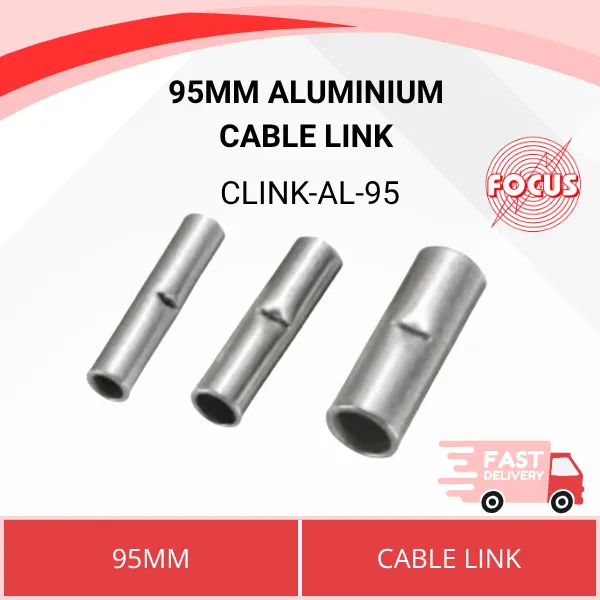 95MM ALUMINIUM
CABLE LINK
CLINK-AL-95
FOCUS
FAST
DELIVERY
95MM
CABLE LINK